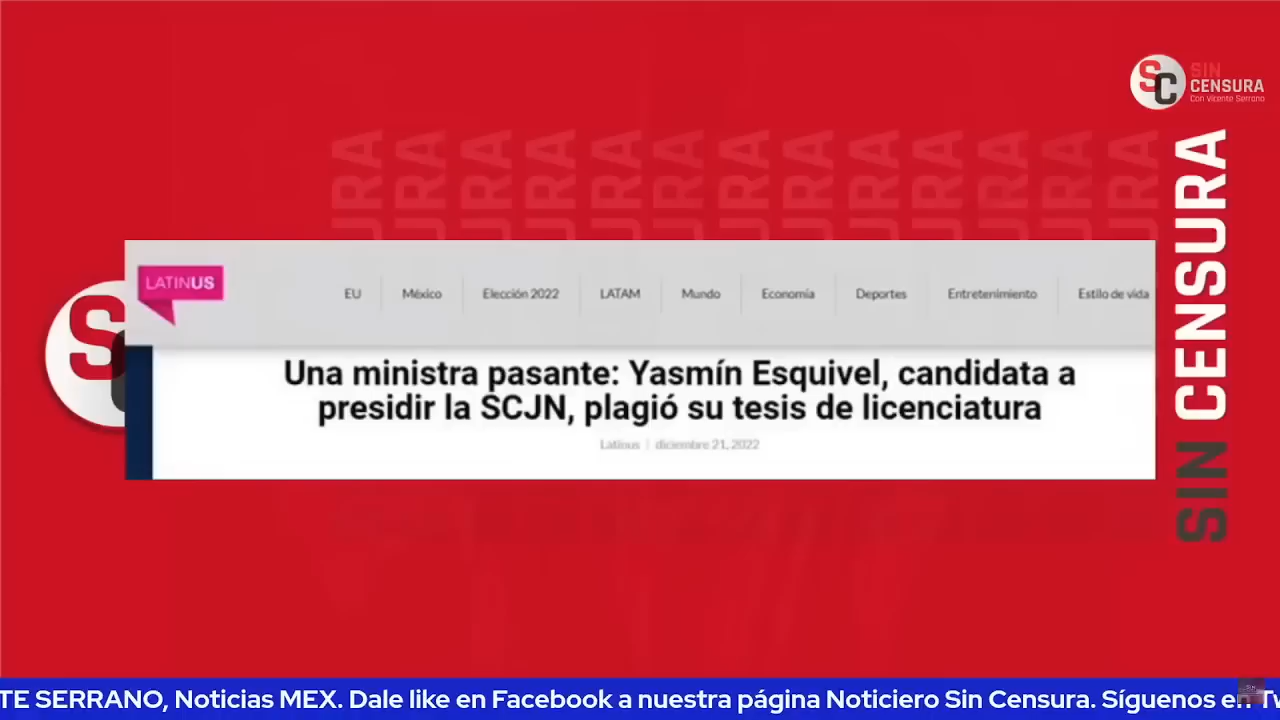 SC
SIN
CENSURA
Con Vicente Serrano
SIN CENSURA
LATINUS
EU México Elección 2022 LATAM Mundo Economía Deportes Entretenimiento Estilo de vida
Una ministra pasante: Yasmín Esquivel, candidata a
presidir la SCJN, plagió su tesis de licenciatura
Latinus | diciembre 21, 2022
TE SERRANO, Noticias MEX. Dale like en Facebook a nuestra página Noticiero Sin Censura. Síguenos en Tw